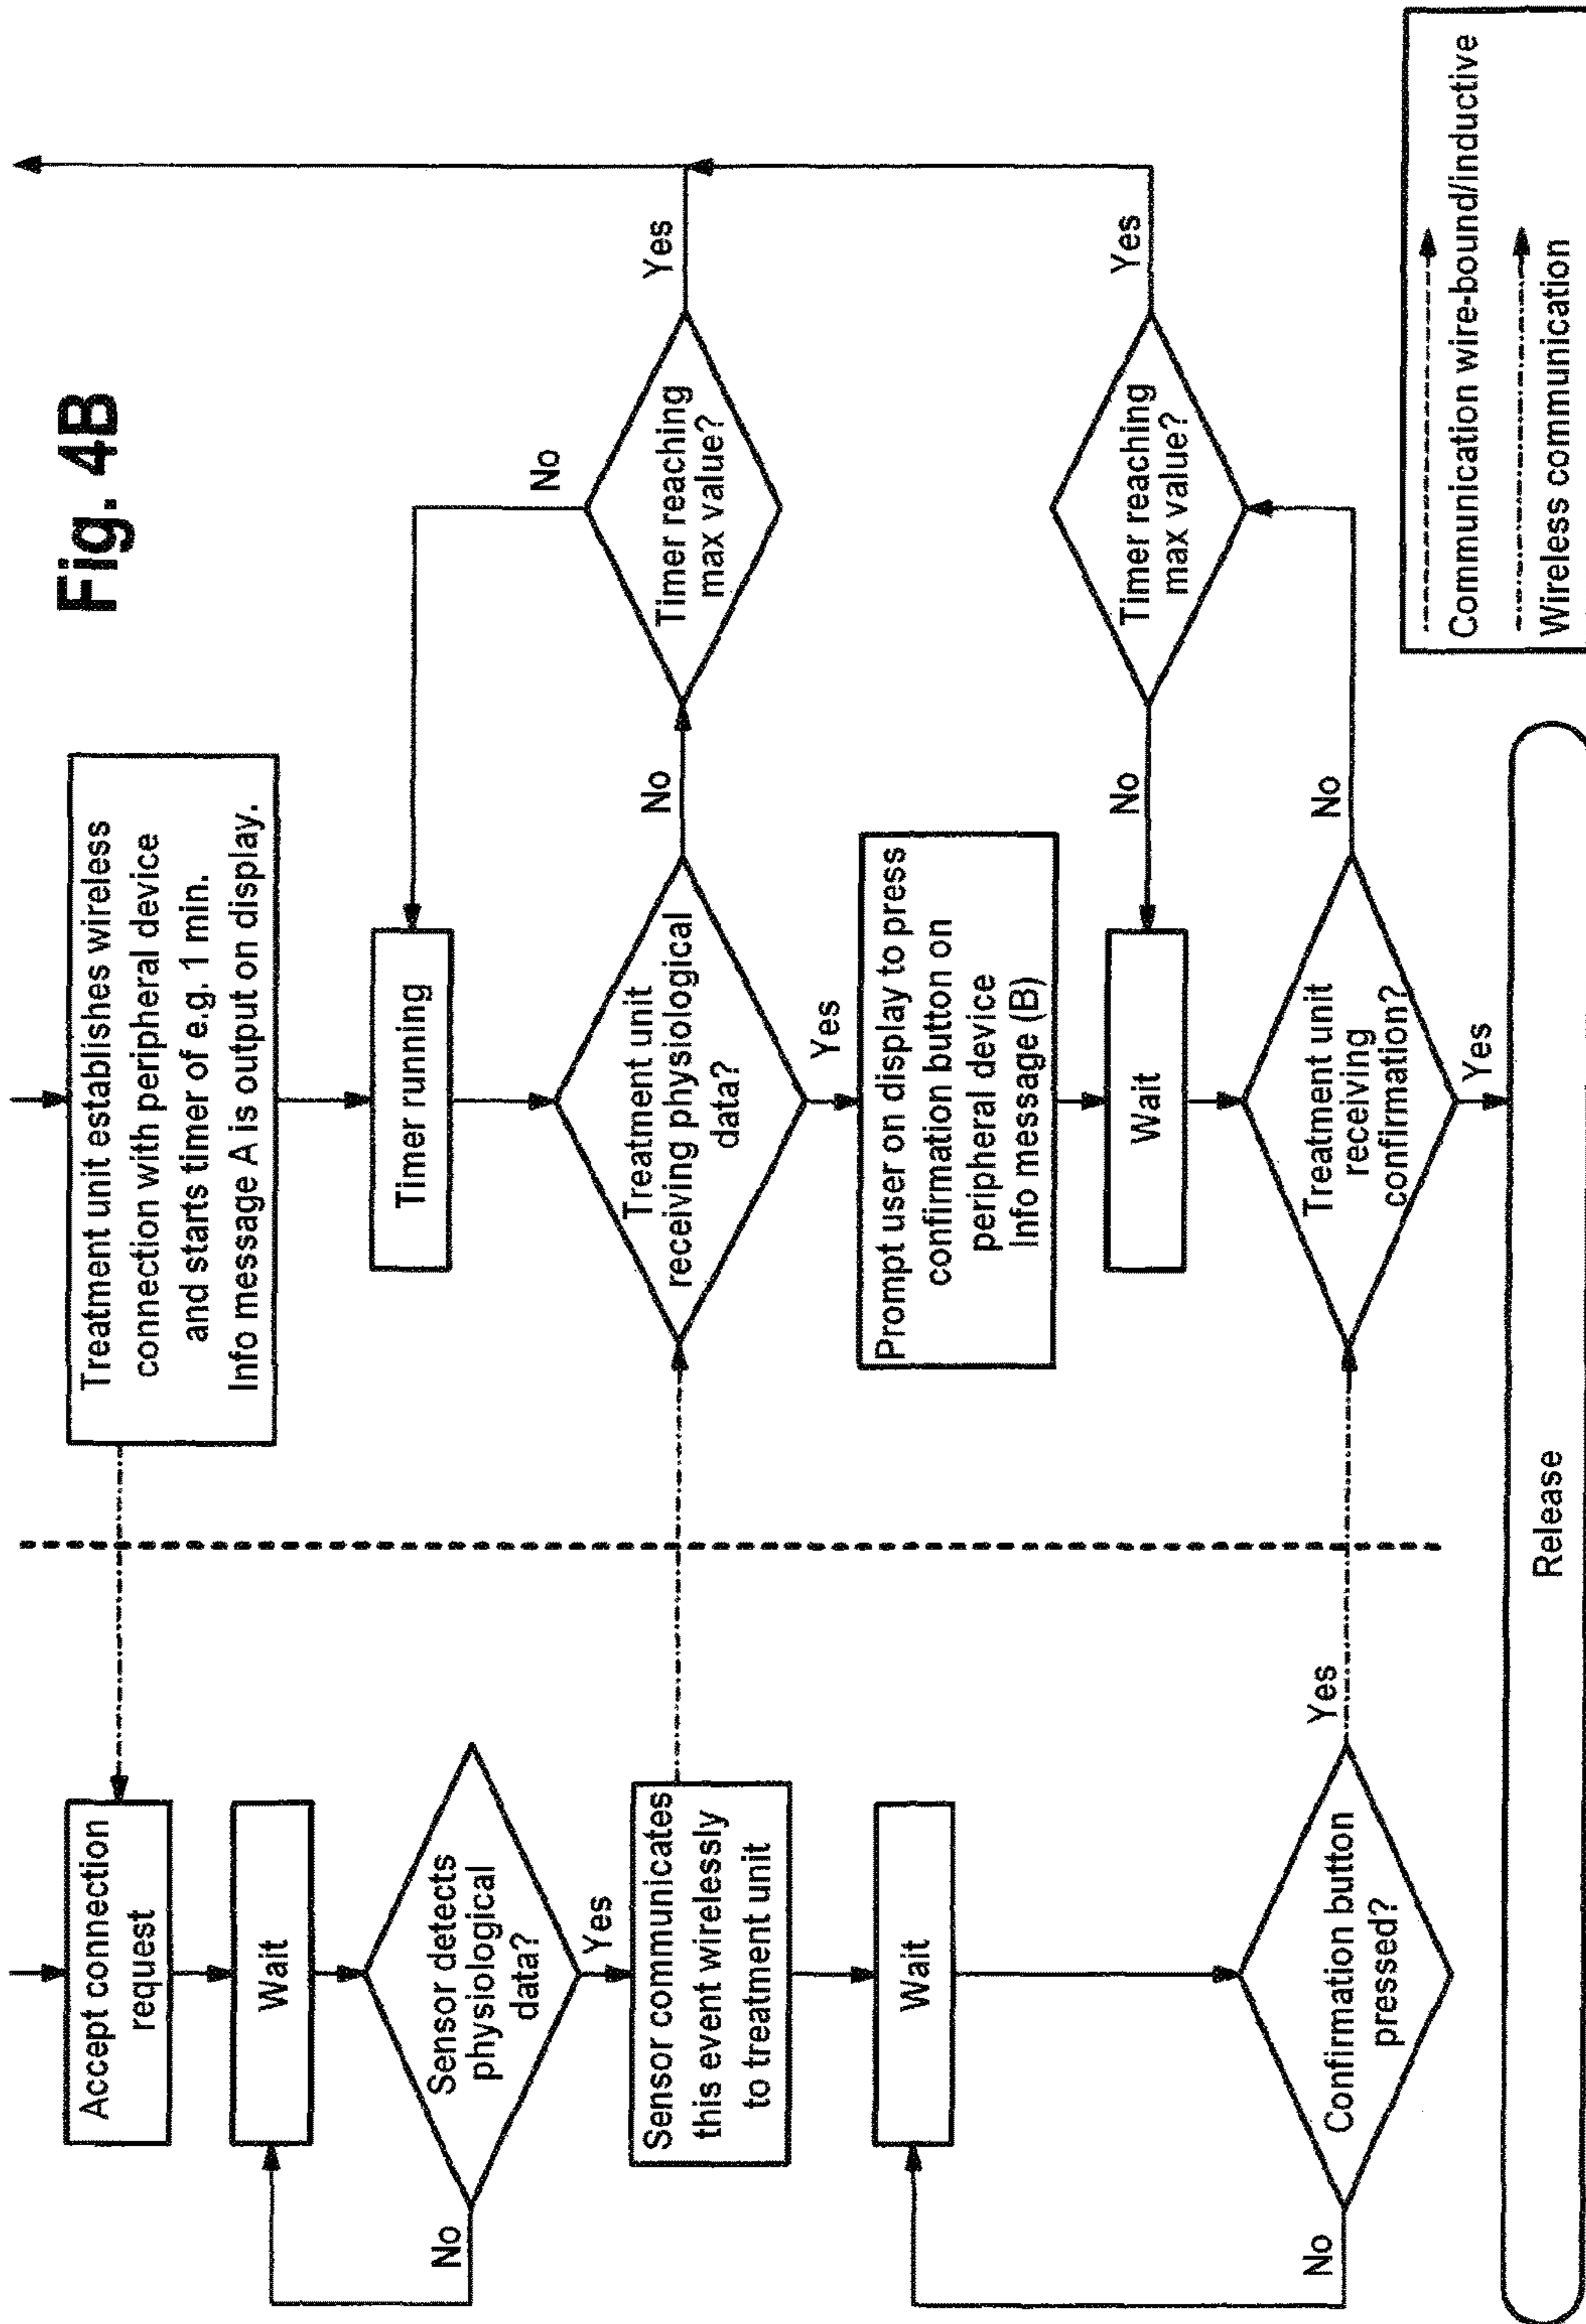 Fig. 4B
Accept connection
request
Wait
Sensor detects
physiological
data?
No
Yes
Sensor communicates
this event wirelessly
to treatment unit
Wait
Confirmation button
pressed?
No
Yes
Treatment unit establishes wireless
connection with peripheral device
and starts timer of e.g. 1 min.
Info message A is output on display.
Timer running
Treatment unit
receiving physiological
data?
No
Yes
Timer reaching
max value?
No
Yes
Prompt user on display to press
confirmation button on
peripheral device
Info message (B)
Wait
Treatment unit
receiving
confirmation?
No
Yes
Timer reaching
max value?
No
Yes
Release
Communication wire-bound/inductive
Wireless communication